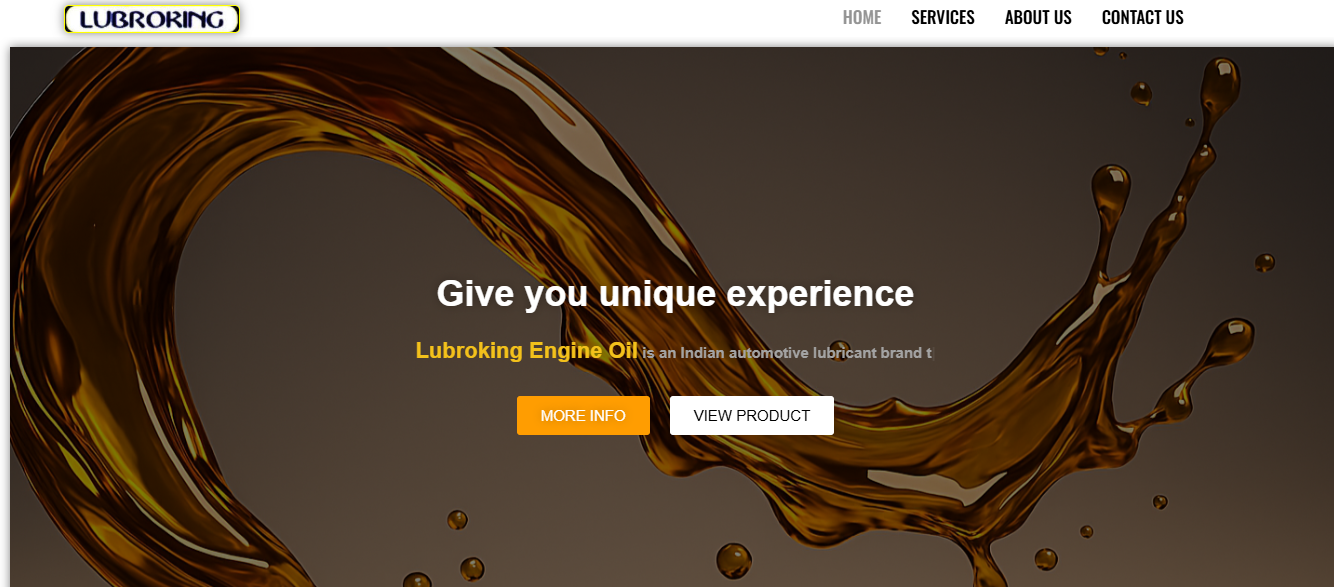 LUBROKING
HOME SERVICES ABOUT US CONTACT US
Give you unique experience
Lubroking Engine Oil is an Indian automotive lubricant brand t
MORE INFO VIEW PRODUCT